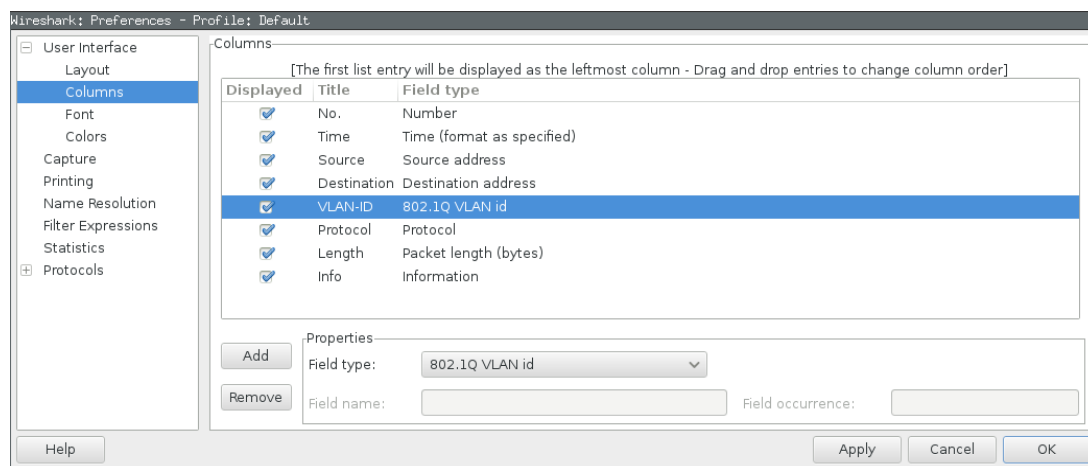 Wireshark: Preferences - Profile: Default
User Interface
Layout
Columns
Font
Colors
Capture
Printing
Name Resolution
Filter Expressions
Statistics
Protocols
Columns
[The first list entry will be displayed as the leftmost column - Drag and drop entries to change column order]
Displayed Title Field type
No. Number
Time Time (format as specified)
Source Source address
Destination Destination address
VLAN-ID 802.1Q VLAN id
Protocol Protocol
Length Packet length (bytes)
Info Information
Add
Remove
Properties
Field type: 802.1Q VLAN id
Field name: Field occurrence:
Help Apply Cancel OK